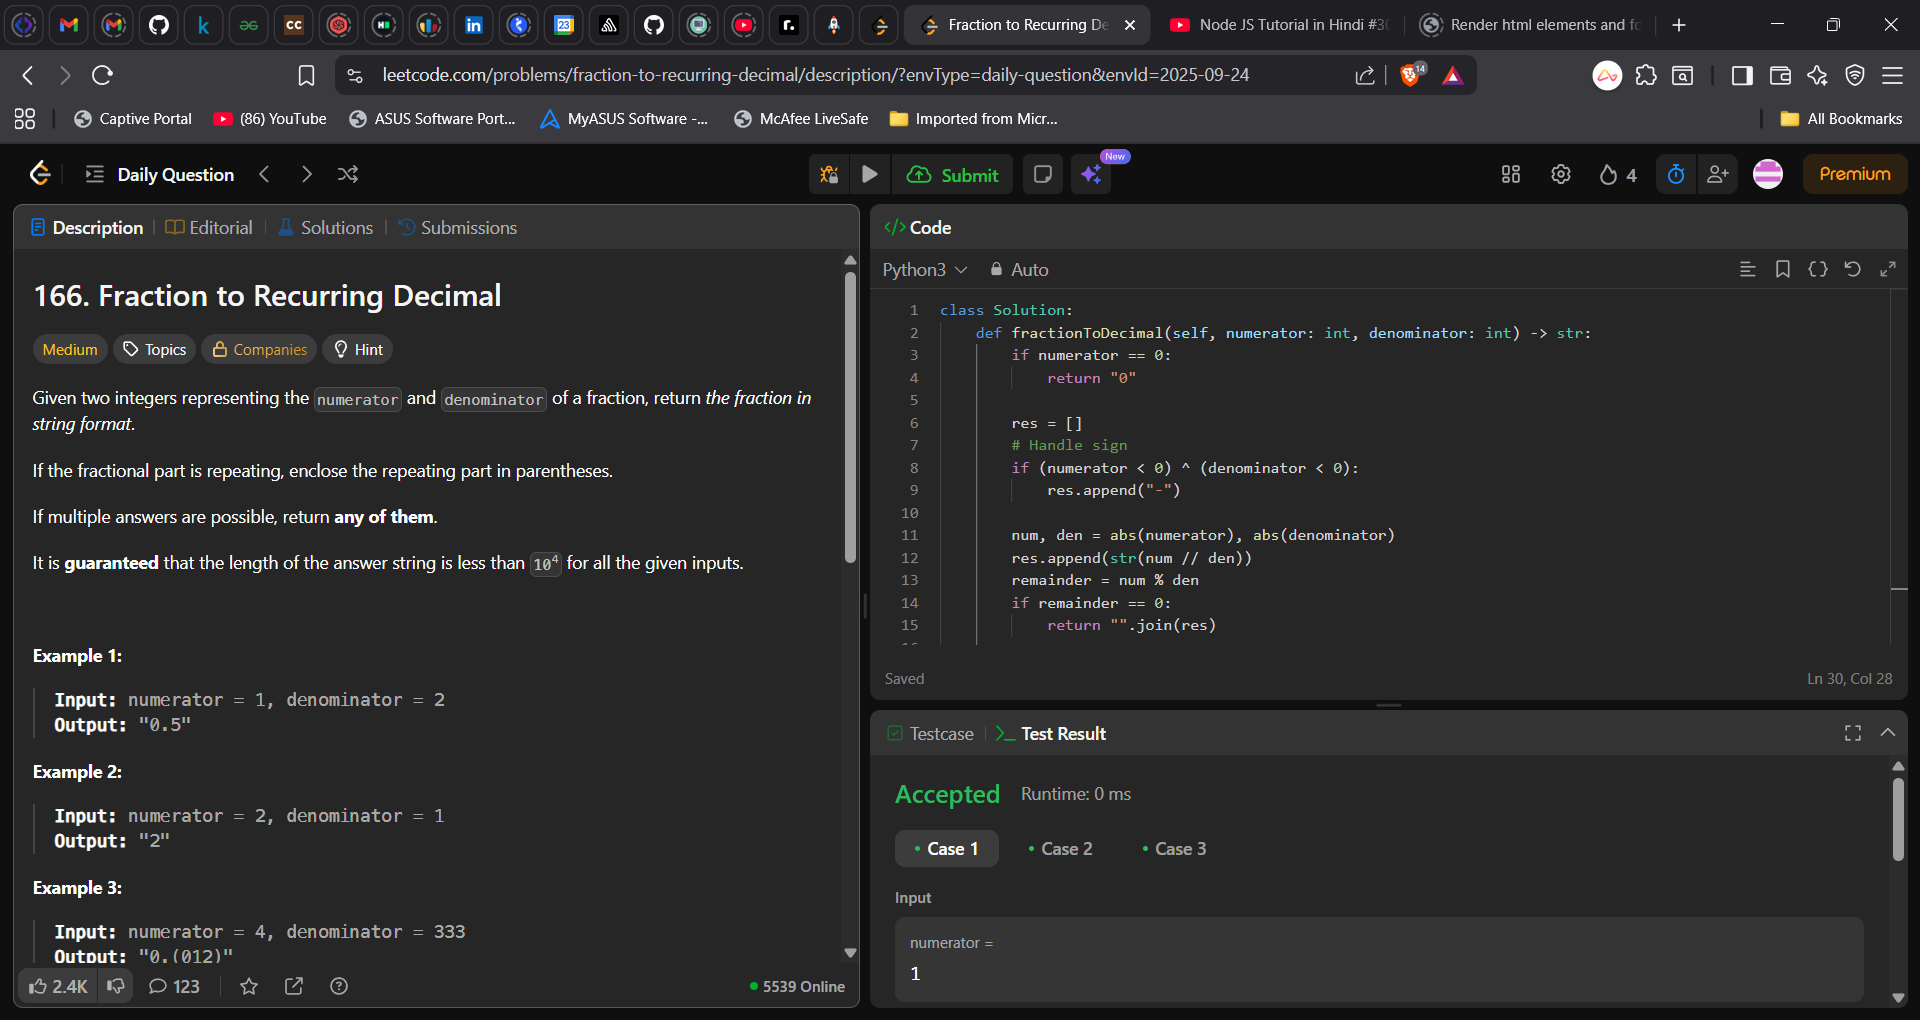 Fraction to Recurring De
Node JS Tutorial in Hindi #3
Render html elements and fo
leetcode.com/problems/fraction-to-recurring-decimal/description/?envType=daily-question&envId=2025-09-24
14
Captive Portal
(86) YouTube
ASUS Software Port...
MyASUS Software -...
McAfee LiveSafe
Imported from Micr...
All Bookmarks
Daily Question
Submit
New
4
Premium
Description
Editorial
Solutions
Submissions
166. Fraction to Recurring Decimal
Medium
Topics
Companies
Hint
Given two integers representing the numerator and denominator of a fraction, return the fraction in
string format.
If the fractional part is repeating, enclose the repeating part in parentheses.
If multiple answers are possible, return any of them.
It is guaranteed that the length of the answer string is less than 10⁴ for all the given inputs.
Example 1:
Input: numerator = 1, denominator = 2
Output: "0.5"
Example 2:
Input: numerator = 2, denominator = 1
Output: "2"
Example 3:
Input: numerator = 4, denominator = 333
Output: "0.(012)"
2.4K
123
5539 Online
</> Code
Python3
Auto
1 class Solution:
2 def fractionToDecimal(self, numerator: int, denominator: int) -> str:
3 if numerator == 0:
4 return "0"
5
6 res = []
7 # Handle sign
8 if (numerator < 0) ^ (denominator < 0):
9 res.append("-")
10
11 num, den = abs(numerator), abs(denominator)
12 res.append(str(num // den))
13 remainder = num % den
14 if remainder == 0:
15 return "".join(res)
Saved
Ln 30, Col 28
Testcase
Test Result
Accepted
Runtime: 0 ms
Case 1
Case 2
Case 3
Input
numerator =
1